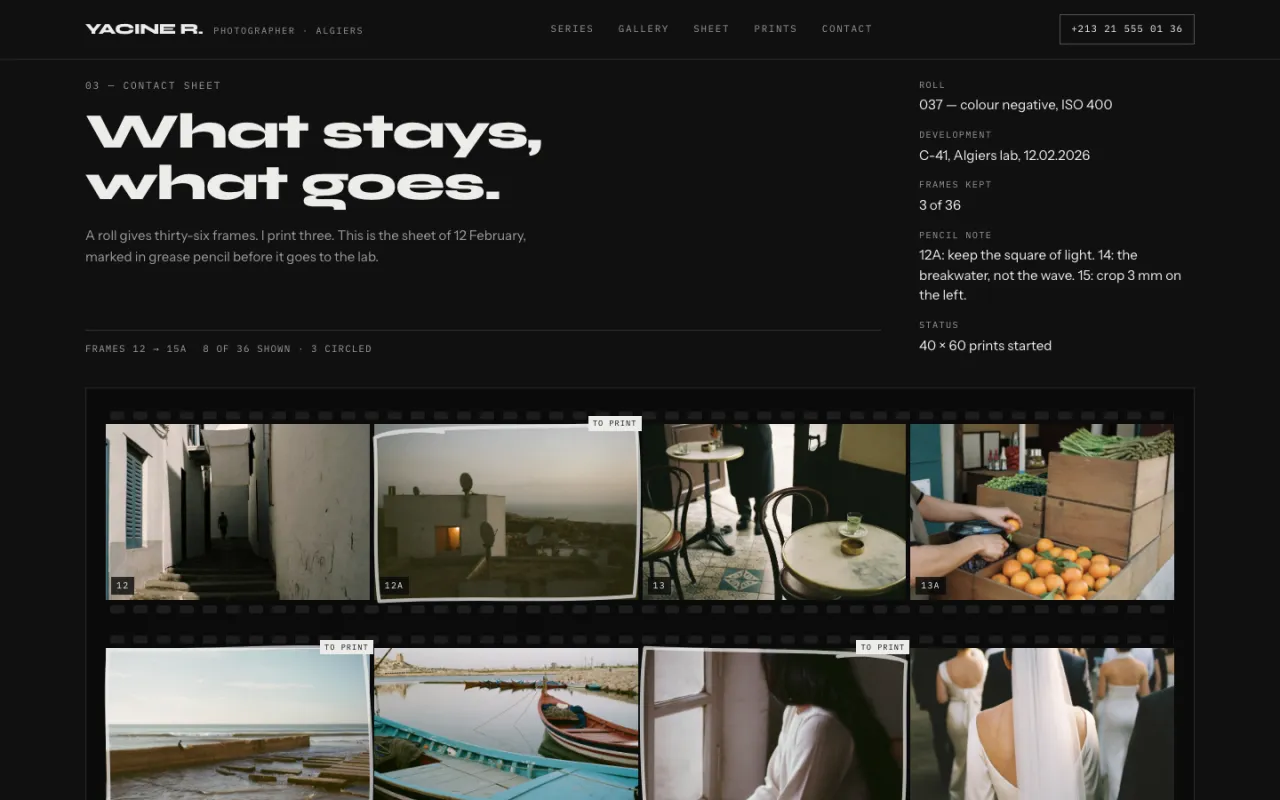 YACINE R. PHOTOGRAPHER · ALGIERS
SERIES GALLERY SHEET PRINTS CONTACT
+213 21 555 01 36
03 — CONTACT SHEET
What stays,
what goes.
A roll gives thirty-six frames. I print three. This is the sheet of 12 February,
marked in grease pencil before it goes to the lab.
FRAMES 12 → 15A 8 OF 36 SHOWN · 3 CIRCLED
ROLL
037 — colour negative, ISO 400
DEVELOPMENT
C-41, Algiers lab, 12.02.2026
FRAMES KEPT
3 of 36
PENCIL NOTE
12A: keep the square of light. 14: the
breakwater, not the wave. 15: crop 3 mm on
the left.
STATUS
40 × 60 prints started
TO PRINT
12
12A
13
13A
TO PRINT
TO PRINT